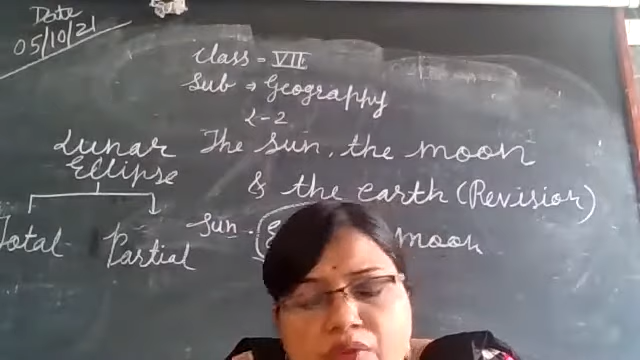 Date
05/10/21
Class = VII
Sub → Geography
L-2
The Sun, the moon
& the earth (Revision)
Lunar
Ellipse
Total Partial
Sun moon